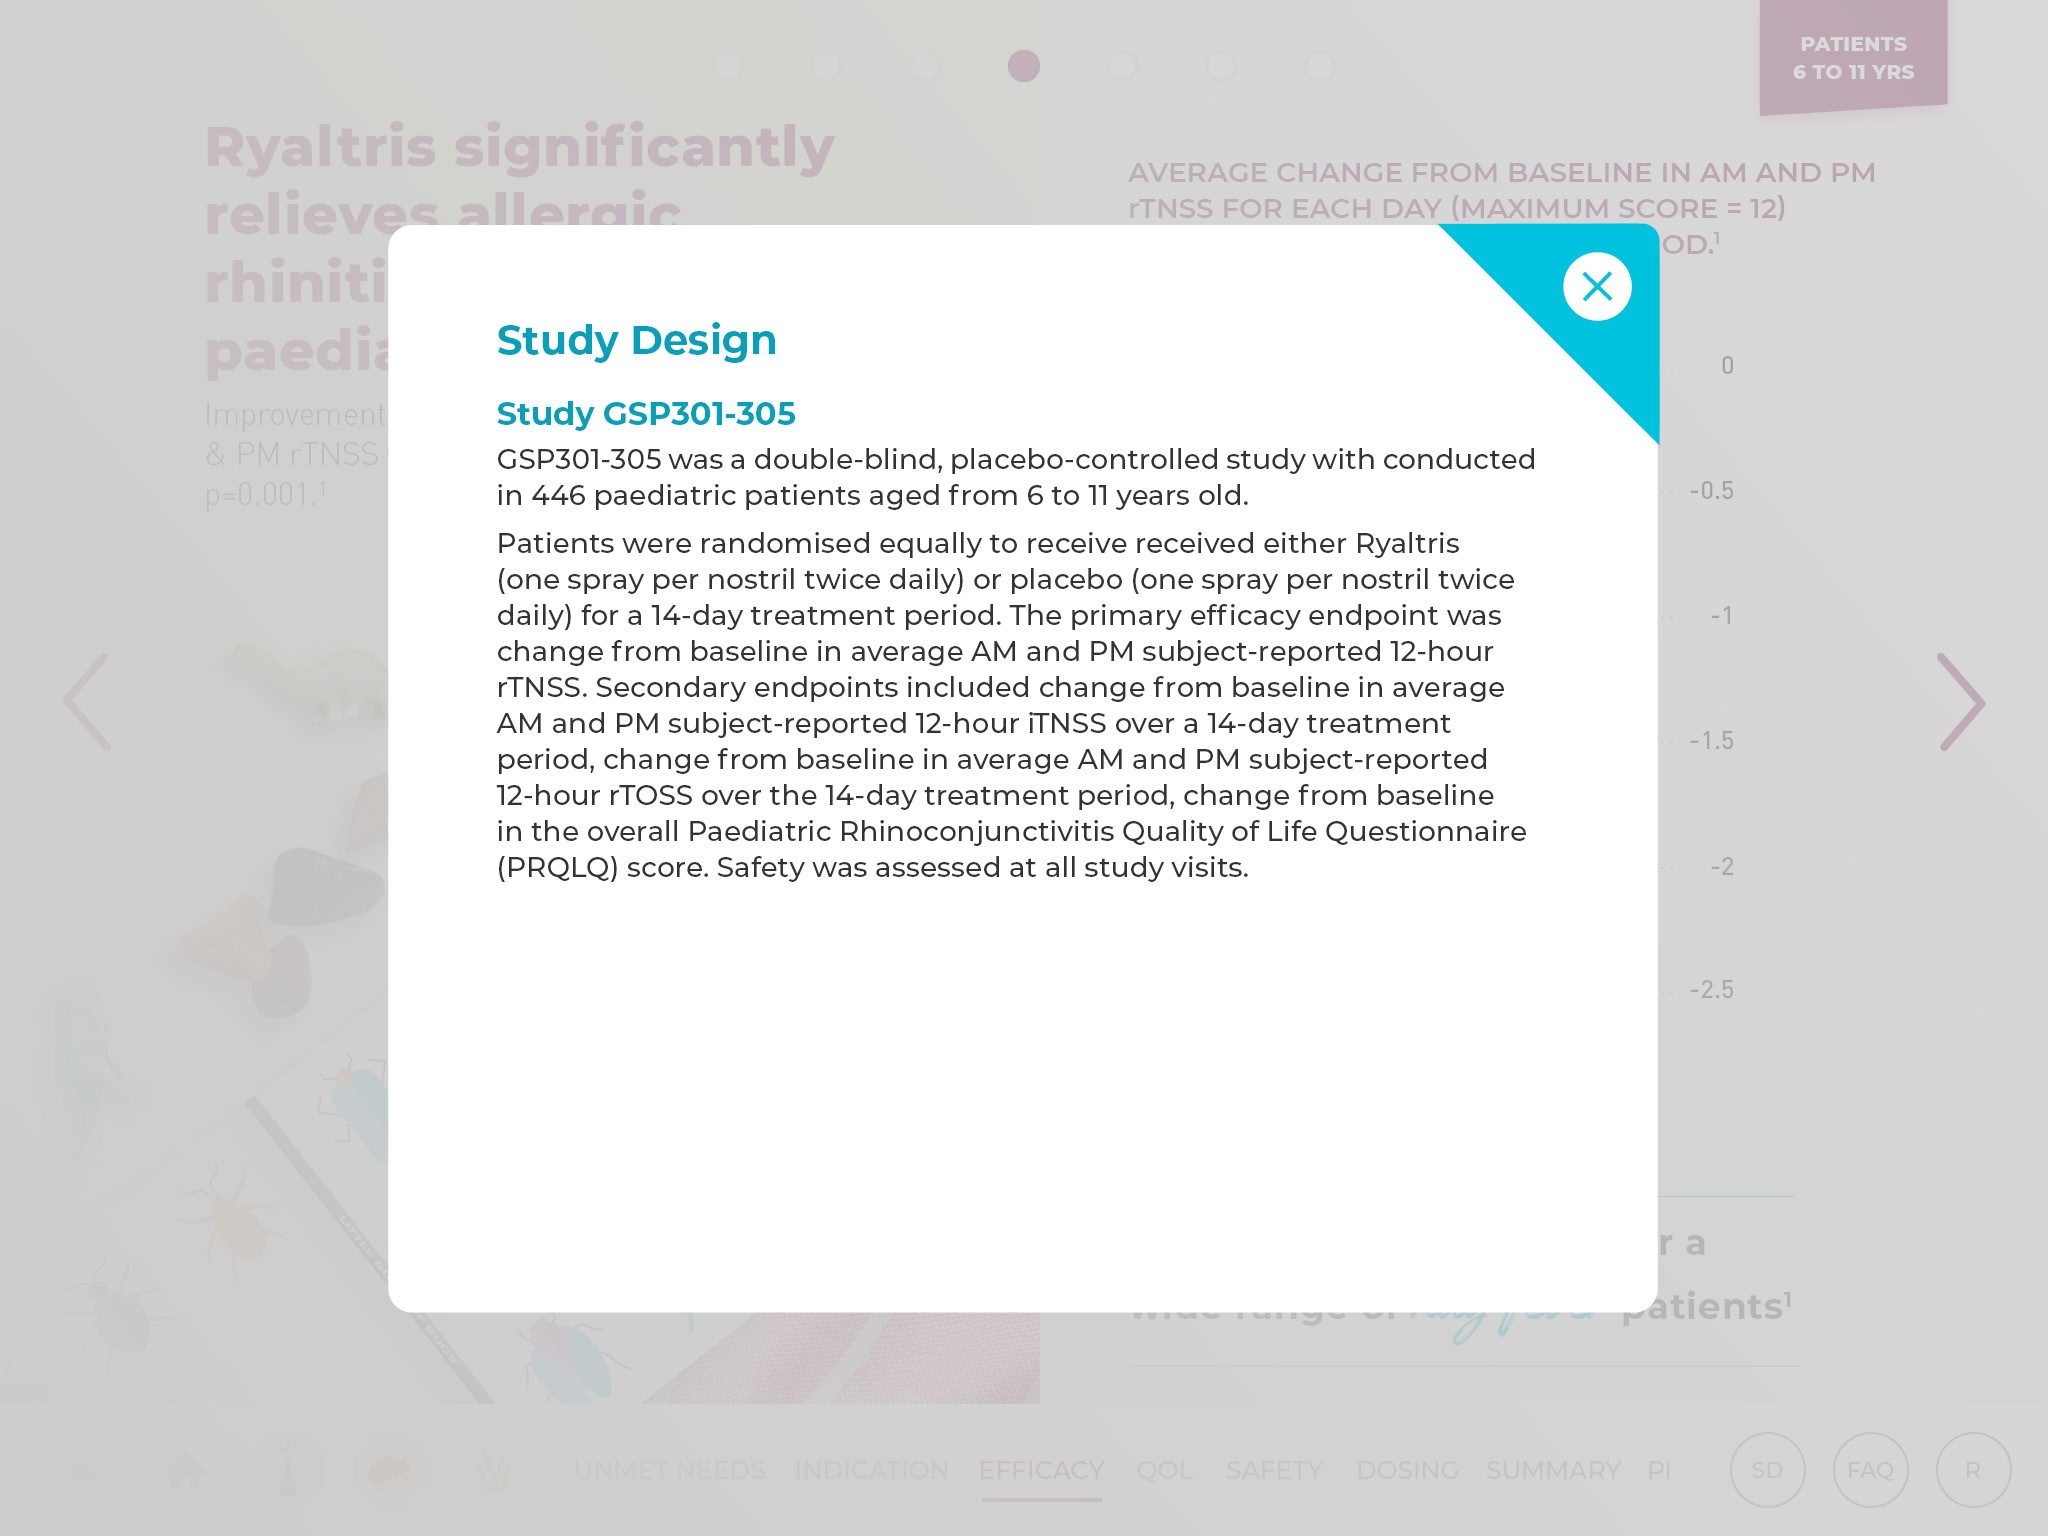 PATIENTS
6 TO 11 YRS
Ryaltris significantly
relieves allergic
rhiniti
paedia
Improvement
& PM rTNSS
p=0.001.¹
AVERAGE CHANGE FROM BASELINE IN AM AND PM
rTNSS FOR EACH DAY (MAXIMUM SCORE = 12)
OD.¹
Study Design
Study GSP301-305
GSP301-305 was a double-blind, placebo-controlled study with conducted
in 446 paediatric patients aged from 6 to 11 years old.
Patients were randomised equally to receive received either Ryaltris
(one spray per nostril twice daily) or placebo (one spray per nostril twice
daily) for a 14-day treatment period. The primary efficacy endpoint was
change from baseline in average AM and PM subject-reported 12-hour
rTNSS. Secondary endpoints included change from baseline in average
AM and PM subject-reported 12-hour iTNSS over a 14-day treatment
period, change from baseline in average AM and PM subject-reported
12-hour rTOSS over the 14-day treatment period, change from baseline
in the overall Paediatric Rhinoconjunctivitis Quality of Life Questionnaire
(PRQLQ) score. Safety was assessed at all study visits.
0
-0.5
-1
-1.5
-2
-2.5
r a
wide range of patients¹
UNMET NEEDS INDICATION EFFICACY QOL SAFETY DOSING SUMMARY PI SD FAQ R